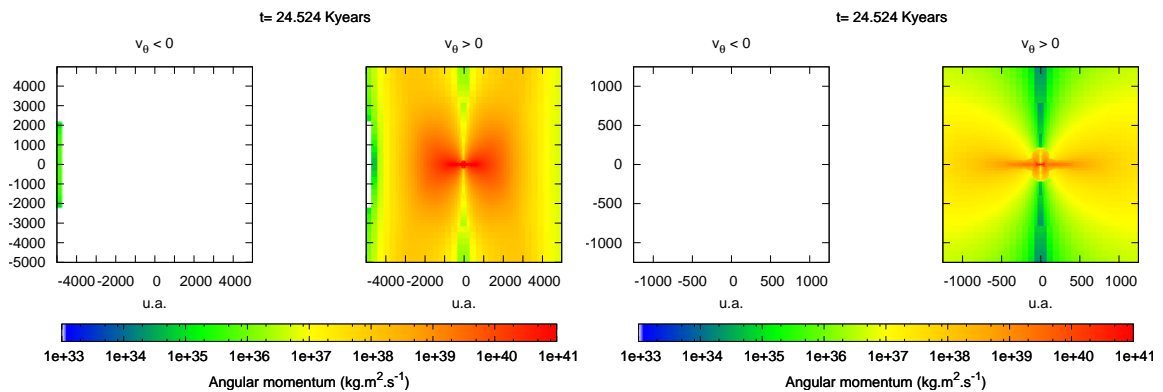 t= 24.524 Kyears
v_θ < 0
v_θ > 0
4000
3000
2000
1000
0
-1000
-2000
-3000
-4000
-5000
-4000 -2000 0 2000 4000
-4000 -2000 0 2000 4000
u.a.
u.a.
1e+33 1e+34 1e+35 1e+36 1e+37 1e+38 1e+39 1e+40 1e+41
Angular momentum (kg.m².s⁻¹)
t= 24.524 Kyears
v_θ < 0
v_θ > 0
1000
500
0
-500
-1000
-1000 -500 0 500 1000
-1000 -500 0 500 1000
u.a.
u.a.
1e+33 1e+34 1e+35 1e+36 1e+37 1e+38 1e+39 1e+40 1e+41
Angular momentum (kg.m².s⁻¹)